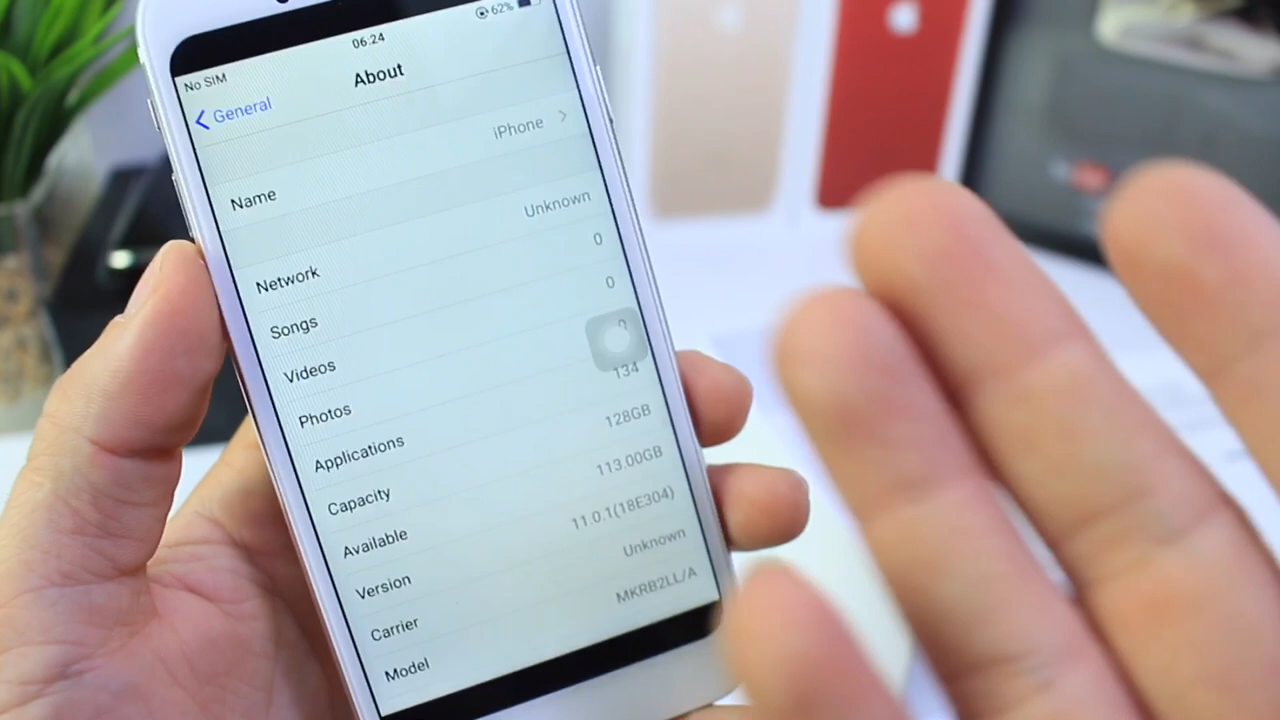 No SIM 06:24 62%
General About
Name iPhone
Network Unknown
Songs 0
Videos 0
Photos
Applications 134
Capacity 128GB
Available 113.00GB
Version 11.0.1(18E304)
Carrier Unknown
Model MKRB2LL/A